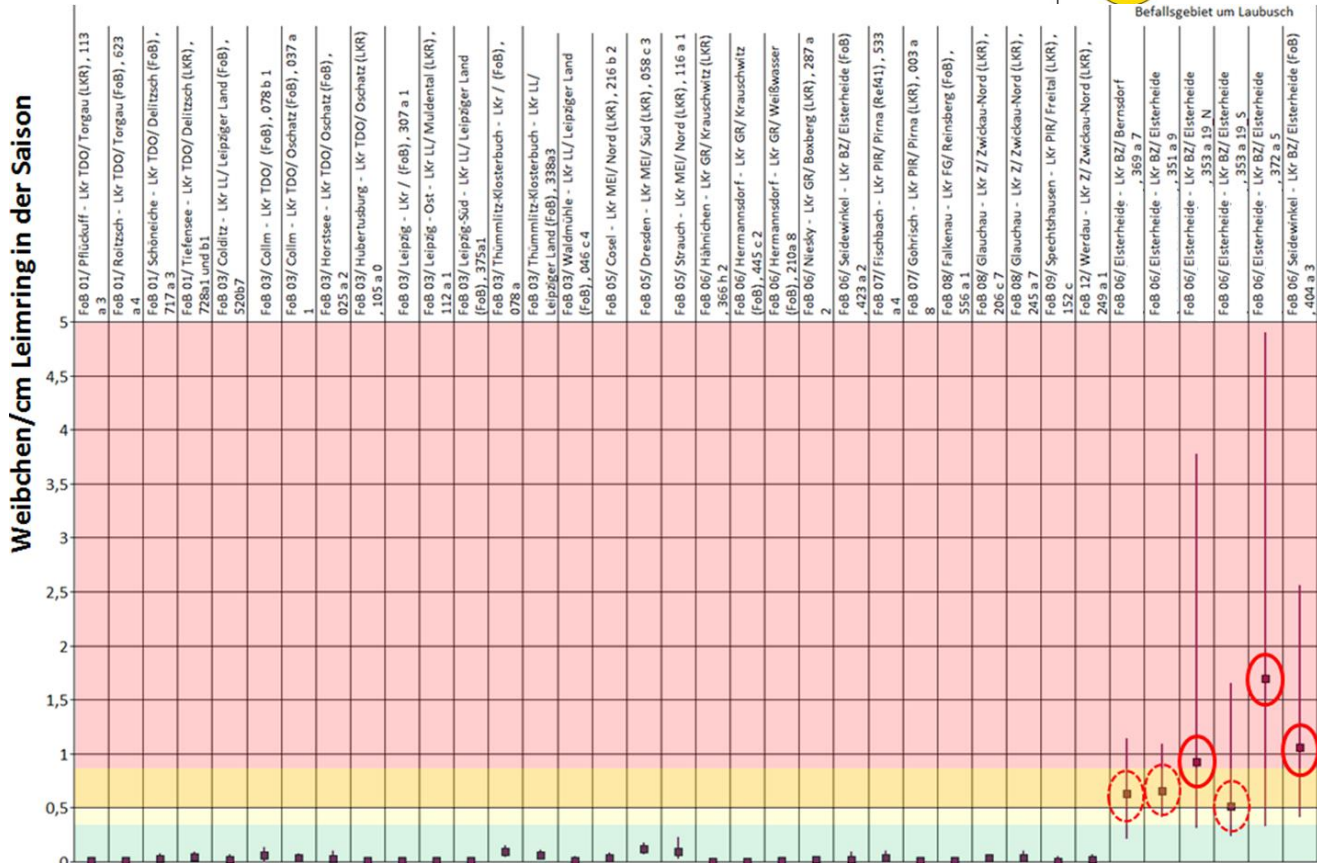 Befallsgebiet um Laubusch
Weibchen/cm Leimring in der Saison
FoB 01/ Pflückuff - LKr TDO/ Torgau (LKR) , 113
a 3
FoB 01/ Roitzsch - LKr TDO/ Torgau (FoB) , 623
a 4
FoB 01/ Schöneiche - LKr TDO/ Delitzsch (FoB) ,
717 a 3
FoB 01/ Tiefensee - LKr TDO/ Delitzsch (LKR) ,
728a1 und b1
FoB 03/ Colditz - LKr LL/ Leipziger Land (FoB) ,
520b7
FoB 03/ Collm - LKr TDO/ (FoB) , 078 b 1
FoB 03/ Collm - LKr TDO/ Oschatz (FoB) , 037 a
1
FoB 03/ Horstsee - LKr TDO/ Oschatz (FoB) ,
025 a 2
FoB 03/ Hubertusburg - LKr TDO/ Oschatz (LKR)
, 105 a 0
FoB 03/ Leipzig - LKr / (FoB) , 307 a 1
FoB 03/ Leipzig - Ost - LKr LL/ Muldental (LKR) ,
112 a 1
FoB 03/ Leipzig-Süd - LKr LL/ Leipziger Land
(FoB) , 375a1
FoB 03/ Thümmlitz-Klosterbuch - LKr / (FoB) ,
078 a
FoB 03/ Thümmlitz-Klosterbuch - LKr LL/
Leipziger Land (FoB) , 338a3
FoB 03/ Waldmühle - LKr LL/ Leipziger Land
(FoB) , 046 c 4
FoB 05/ Cosel - LKr MEI/ Nord (LKR) , 216 b 2
FoB 05/ Dresden - LKr MEI/ Süd (LKR) , 058 c 3
FoB 05/ Strauch - LKr MEI/ Nord (LKR) , 116 a 1
FoB 06/ Hähnichen - LKr GR/ Krauschwitz (LKR)
, 366 h 2
FoB 06/ Hermannsdorf - LKr GR/ Krauschwitz
(FoB) , 445 c 2
FoB 06/ Hermannsdorf - LKr GR/ Weißwasser
(FoB) , 210a 8
FoB 06/ Niesky - LKr GR/ Boxberg (LKR) , 287 a
2
FoB 06/ Seidewinkel - LKr BZ/ Elsterheide (FoB)
, 423 a 2
FoB 07/ Fischbach - LKr PIR/ Pirna (Ref41) , 533
a 4
FoB 07/ Gohrisch - LKr PIR/ Pirna (LKR) , 003 a
8
FoB 08/ Falkenau - LKr FG/ Reinsberg (FoB) ,
556 a 1
FoB 08/ Glauchau - LKr Z/ Zwickau-Nord (LKR) ,
206 c 7
FoB 08/ Glauchau - LKr Z/ Zwickau-Nord (LKR) ,
245 a 7
FoB 09/ Spechtshausen - LKr PIR/ Freital (LKR) ,
152 c
FoB 12/ Werdau - LKr Z/ Zwickau-Nord (LKR) ,
249 a 1
FoB 06/ Elsterheide - LKr BZ/ Bernsdorf
, 369 a 7
FoB 06/ Elsterheide - LKr BZ/ Elsterheide
, 351 a 9
FoB 06/ Elsterheide - LKr BZ/ Elsterheide
, 353 a 19_N
FoB 06/ Elsterheide - LKr BZ/ Elsterheide
, 353 a 19_S
FoB 06/ Elsterheide - LKr BZ/ Elsterheide
, 372 a 5
FoB 06/ Seidewinkel - LKr BZ/ Elsterheide (FoB)
, 404 a 3
5
4,5
4
3,5
3
2,5
2
1,5
1
0,5
0